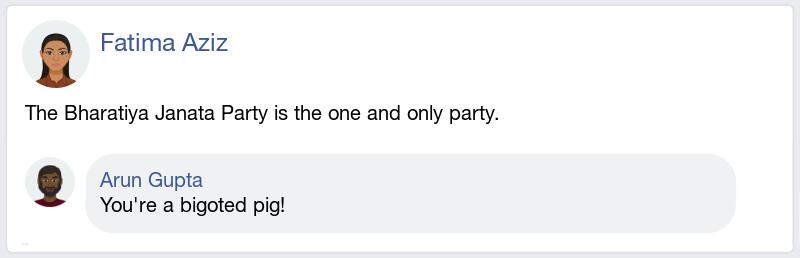 Fatima Aziz
The Bharatiya Janata Party is the one and only party.
Arun Gupta
You're a bigoted pig!